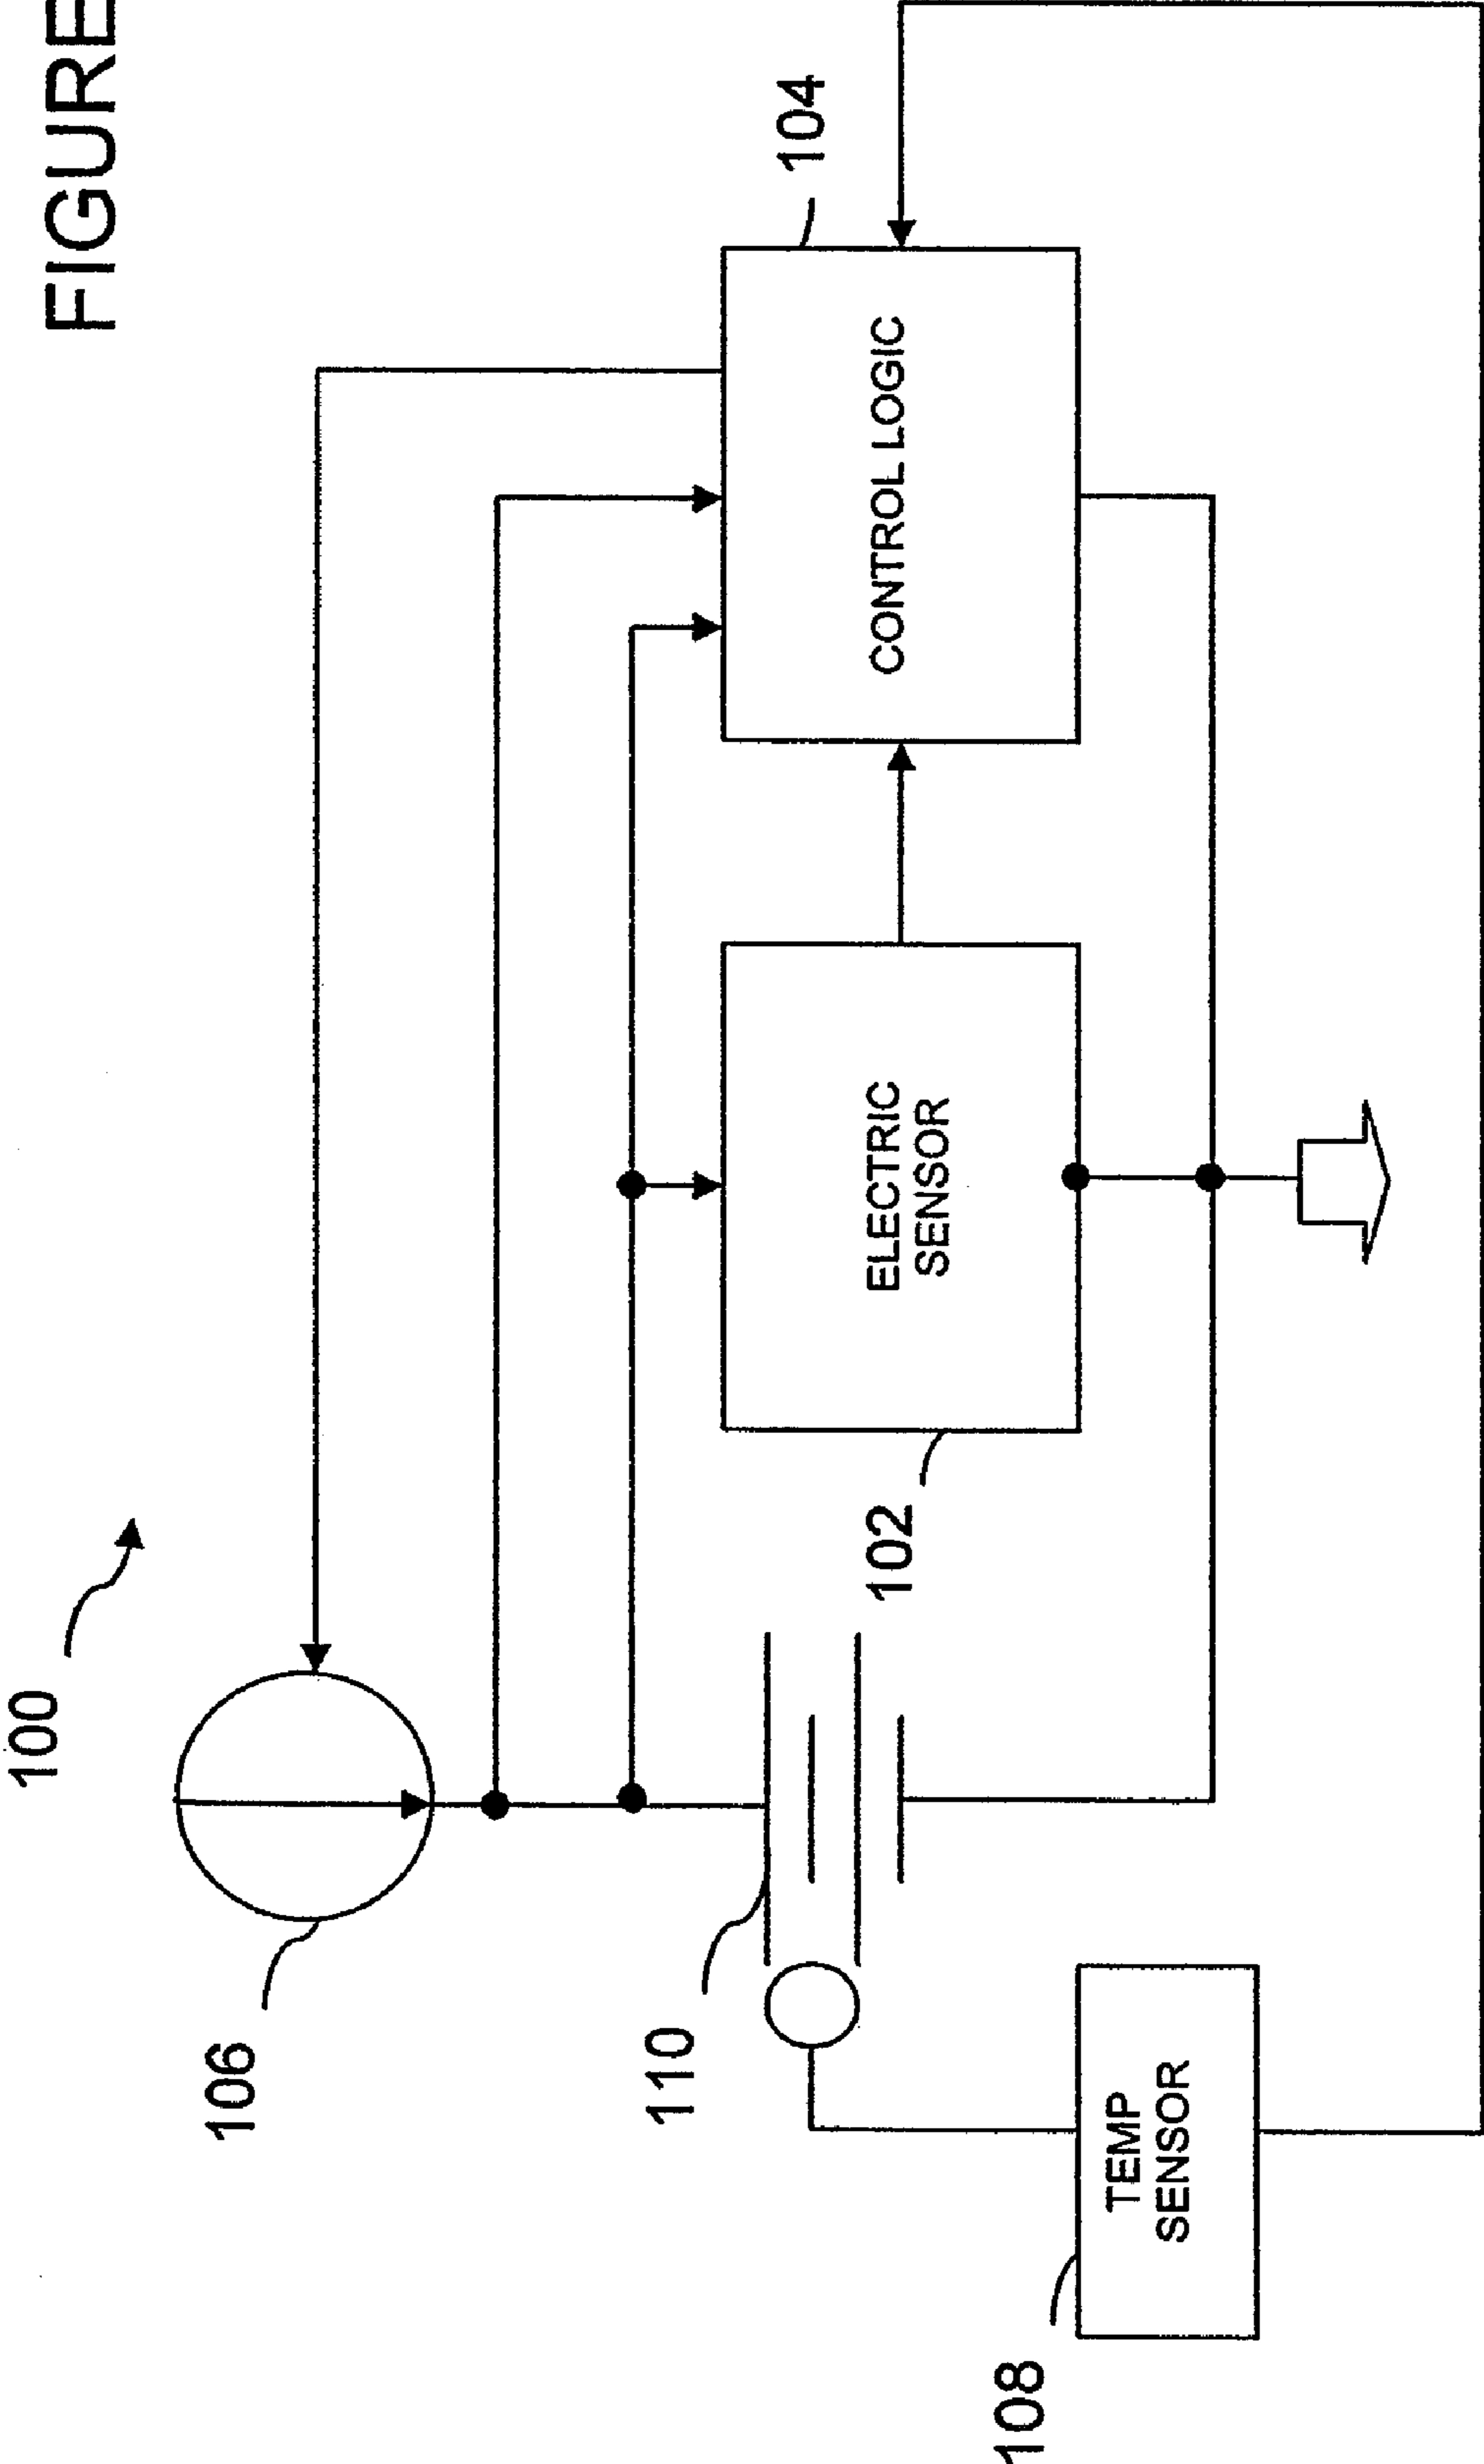 FIGURE
100
106
110
104
CONTROL LOGIC
ELECTRIC
SENSOR
102
TEMP
SENSOR
108